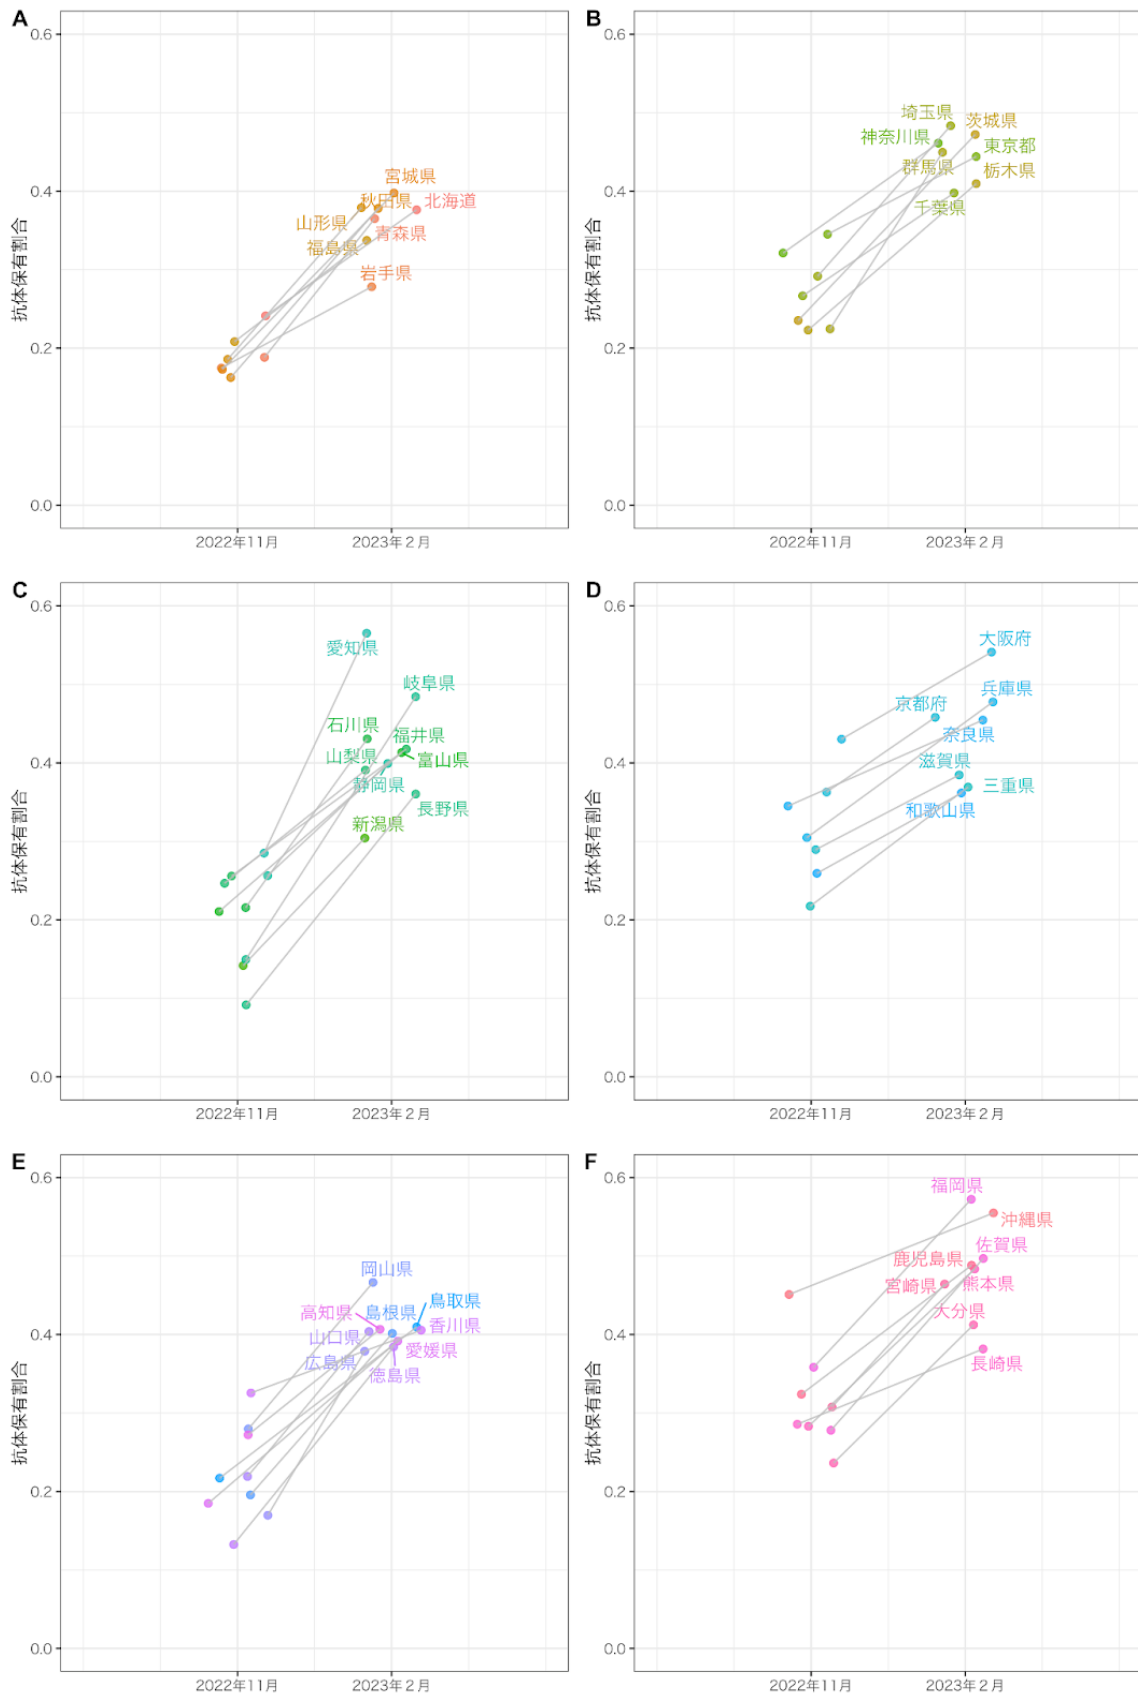 A
0.6
0.4
0.2
0.0
抗体保有割合
宮城県
秋田県
北海道
山形県
青森県
福島県
岩手県
2022年11月
2023年2月
B
0.6
0.4
0.2
0.0
抗体保有割合
埼玉県
茨城県
神奈川県
東京都
群馬県
栃木県
千葉県
2022年11月
2023年2月
C
0.6
0.4
0.2
0.0
抗体保有割合
愛知県
岐阜県
石川県
福井県
山梨県
富山県
静岡県
長野県
新潟県
2022年11月
2023年2月
D
0.6
0.4
0.2
0.0
抗体保有割合
大阪府
兵庫県
京都府
奈良県
滋賀県
三重県
和歌山県
2022年11月
2023年2月
E
0.6
0.4
0.2
0.0
抗体保有割合
岡山県
鳥取県
高知県
島根県
香川県
山口県
愛媛県
広島県
徳島県
2022年11月
2023年2月
F
0.6
0.4
0.2
0.0
抗体保有割合
福岡県
沖縄県
佐賀県
鹿児島県
宮崎県
熊本県
大分県
長崎県
2022年11月
2023年2月